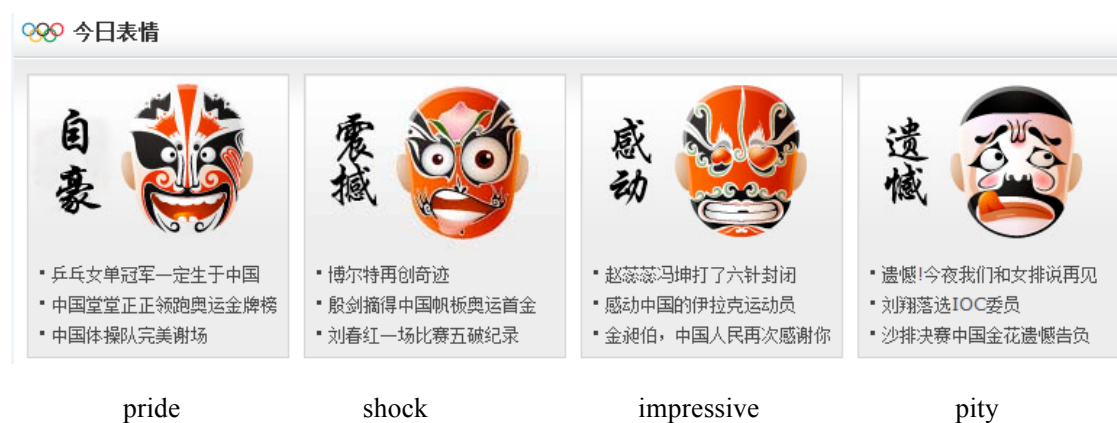 今日表情
自豪
乒乓女单冠军一定生于中国
中国堂堂正正领跑奥运金牌榜
中国体操队完美谢场
震撼
博尔特再创奇迹
殷剑摘得中国帆板奥运首金
刘春红一场比赛五破纪录
感动
赵蕊蕊冯坤打了六针封闭
感动中国的伊拉克运动员
金昶伯，中国人民再次感谢你
遗憾
遗憾!今夜我们和女排说再见
刘翔落选IOC委员
沙排决赛中国金花遗憾告负
pride
shock
impressive
pity